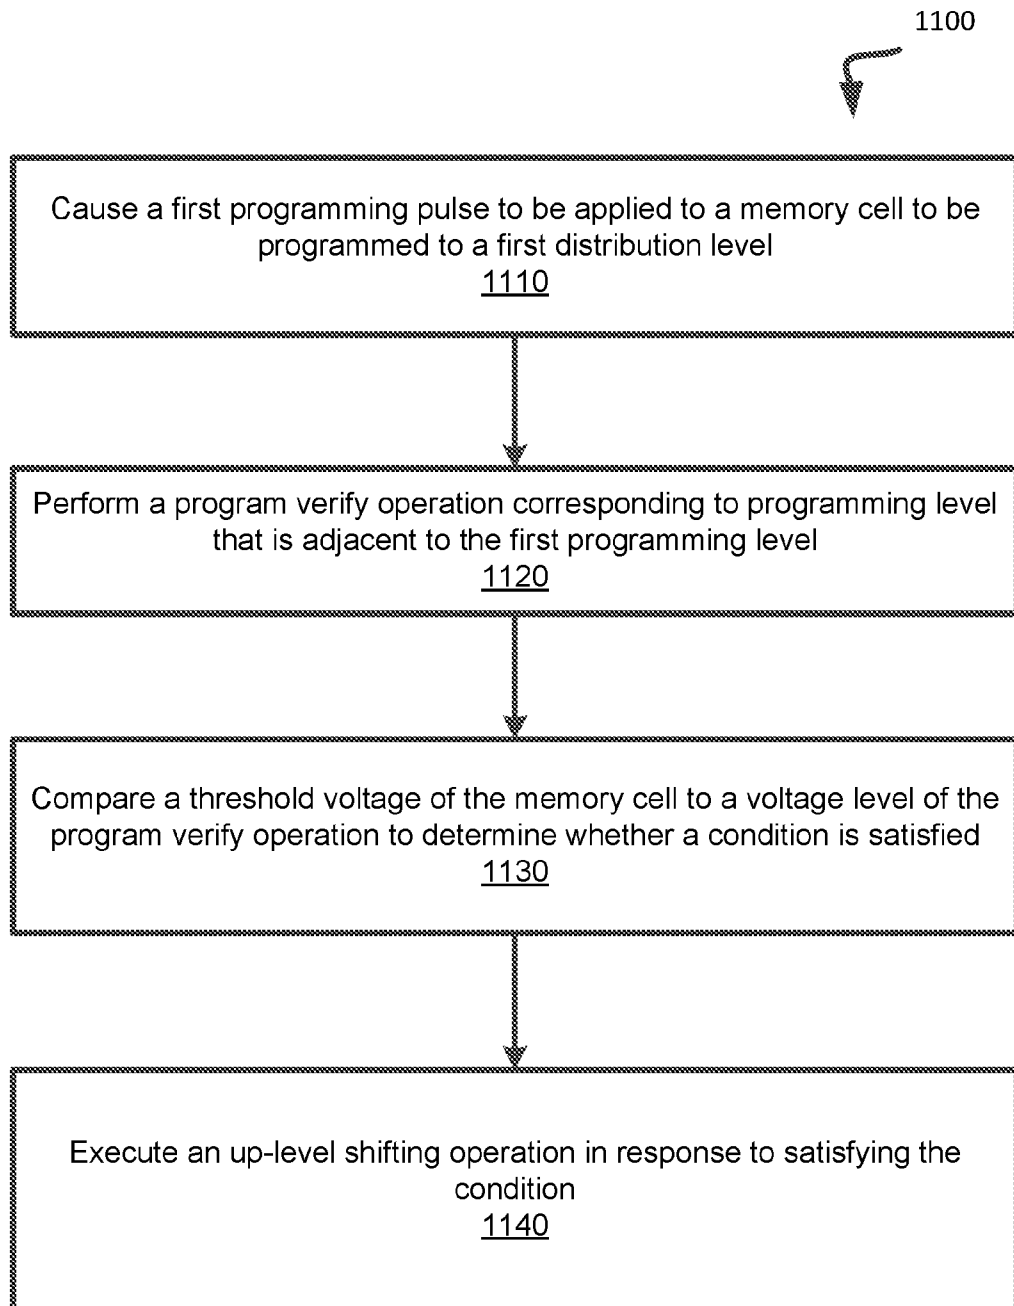 1100
Cause a first programming pulse to be applied to a memory cell to be
programmed to a first distribution level
1110
Perform a program verify operation corresponding to programming level
that is adjacent to the first programming level
1120
Compare a threshold voltage of the memory cell to a voltage level of the
program verify operation to determine whether a condition is satisfied
1130
Execute an up-level shifting operation in response to satisfying the
condition
1140